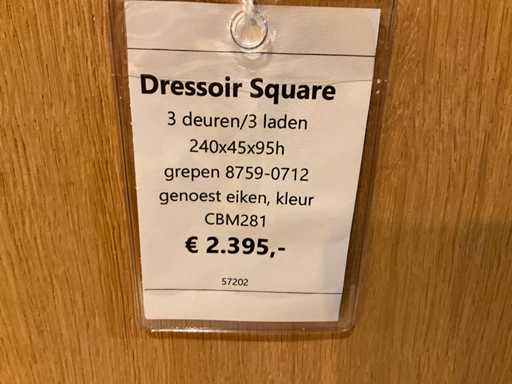 Dressoir Square
3 deuren/3 laden
240x45x95h
grepen 8759-0712
genoest eiken, kleur
CBM281
€ 2.395,-
57202